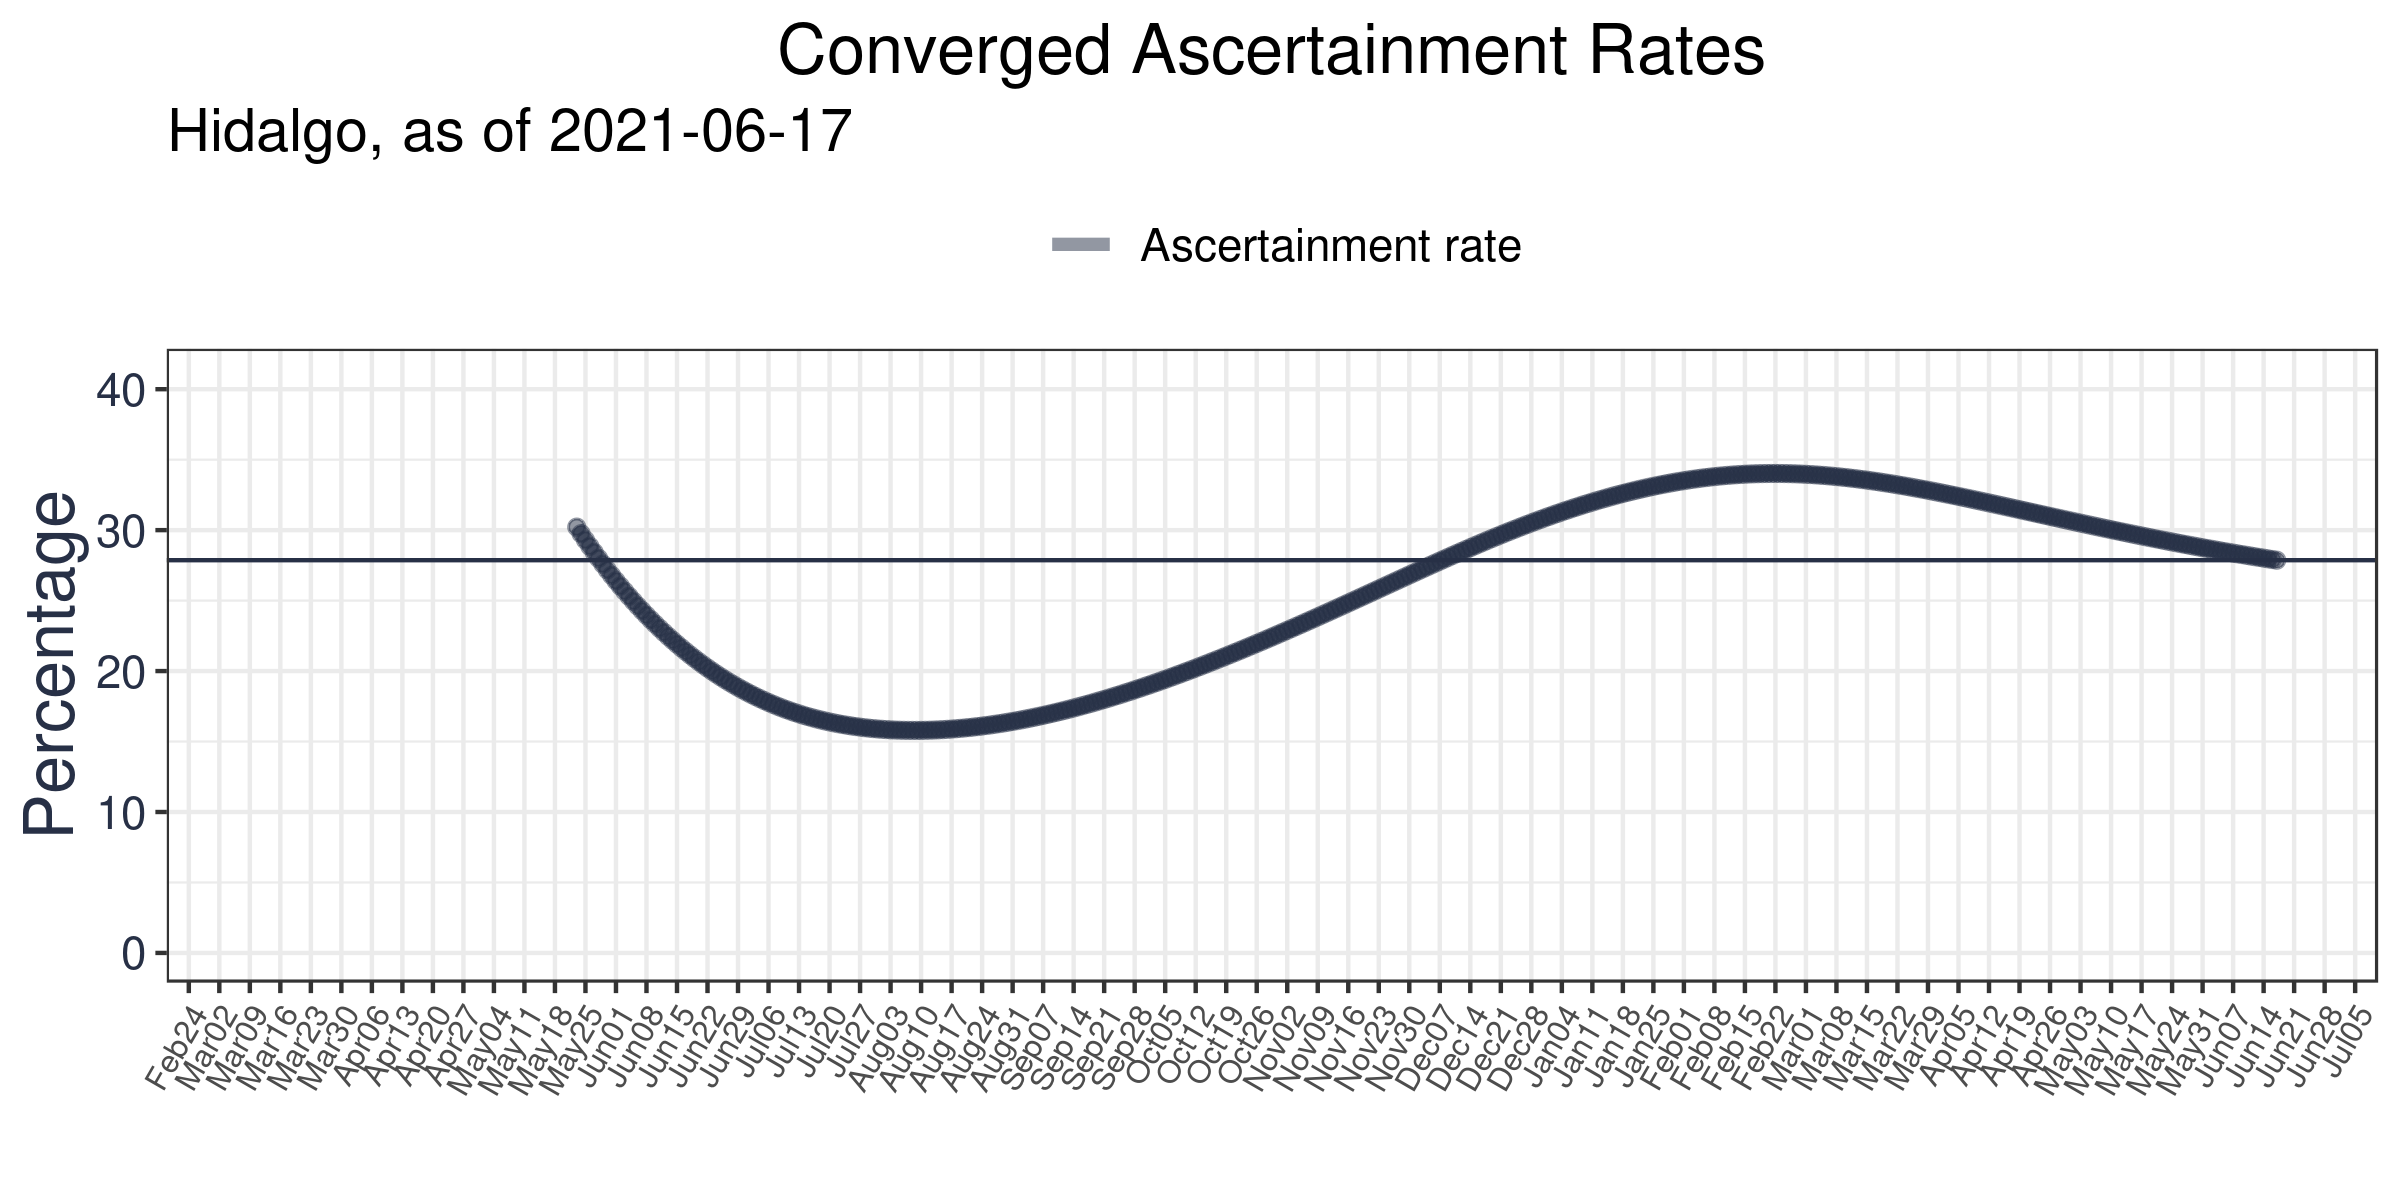 Converged Ascertainment Rates
Hidalgo, as of 2021-06-17
Ascertainment rate
Percentage
40
30
20
10
0
Feb24 Mar02 Mar09 Mar16 Mar23 Mar30 Apr06 Apr13 Apr20 Apr27 May04 May11 May18 May25 Jun01 Jun08 Jun15 Jun22 Jun29 Jul06 Jul13 Jul20 Jul27 Aug03 Aug10 Aug17 Aug24 Aug31 Sep07 Sep14 Sep21 Sep28 Oct05 Oct12 Oct19 Oct26 Nov02 Nov09 Nov16 Nov23 Nov30 Dec07 Dec14 Dec21 Dec28 Jan04 Jan11 Jan18 Jan25 Feb01 Feb08 Feb15 Feb22 Mar01 Mar08 Mar15 Mar22 Mar29 Apr05 Apr12 Apr19 Apr26 May03 May10 May17 May24 May31 Jun07 Jun14 Jun21 Jun28 Jul05